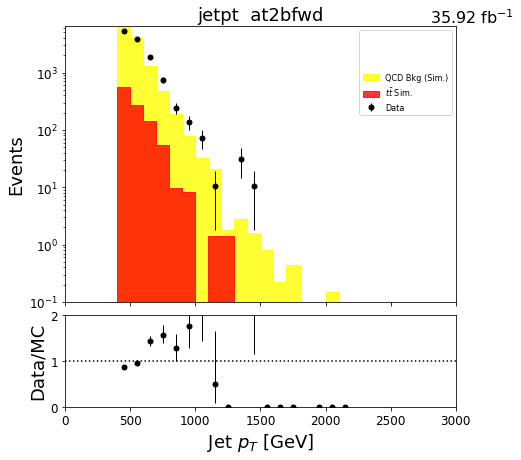 jetpt at2bfwd
35.92 fb⁻¹
Events
10³
10²
10¹
10⁰
10⁻¹
QCD Bkg (Sim.)
tt̄ Sim.
Data
Data/MC
2
1
0
0 500 1000 1500 2000 2500 3000
Jet p_T [GeV]